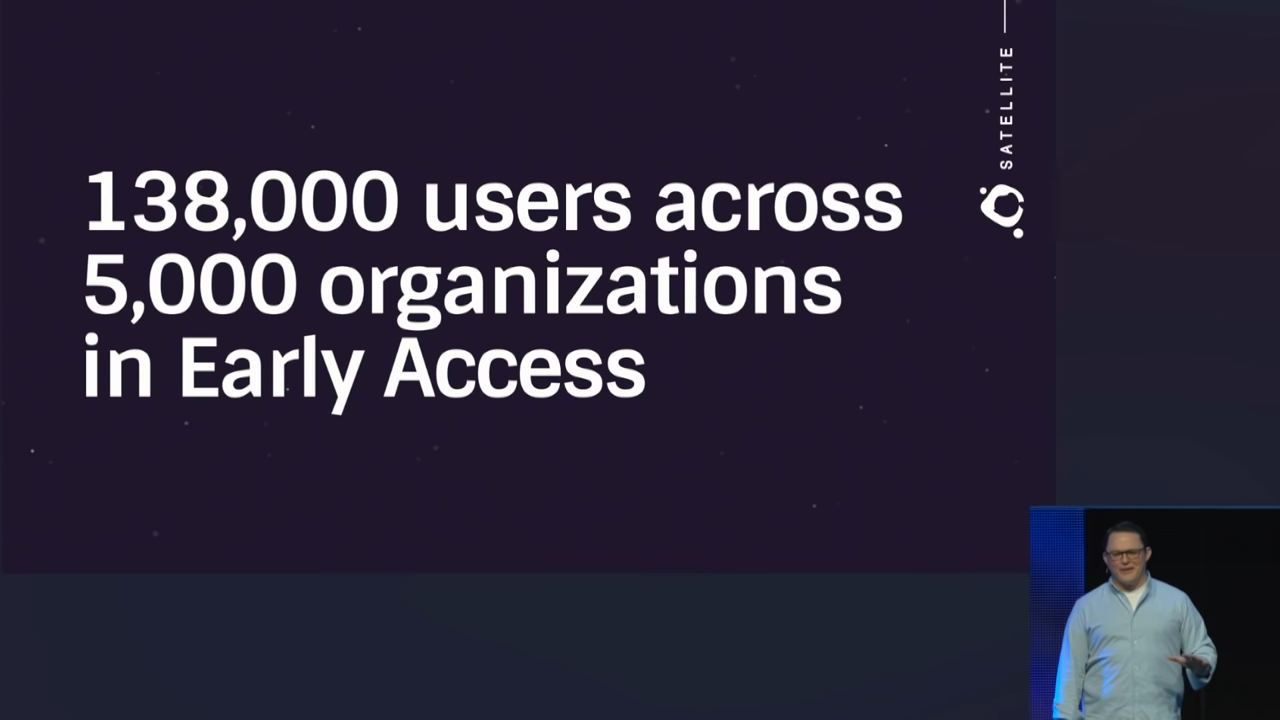 138,000 users across
5,000 organizations
in Early Access
SATELLITE